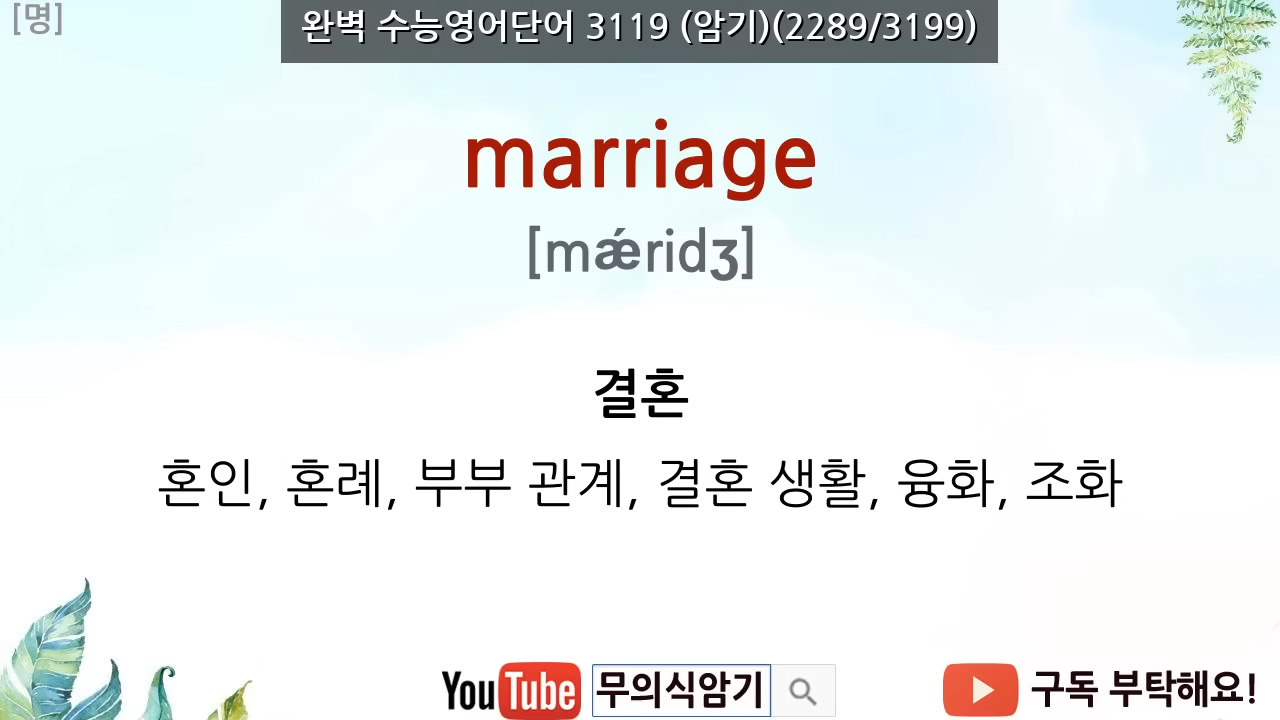 [명]
완벽 수능영어단어 3119 (암기)(2289/3199)
marriage
[mǽridʒ]
결혼
혼인, 혼례, 부부 관계, 결혼 생활, 융화, 조화
YouTube 무의식암기
구독 부탁해요!